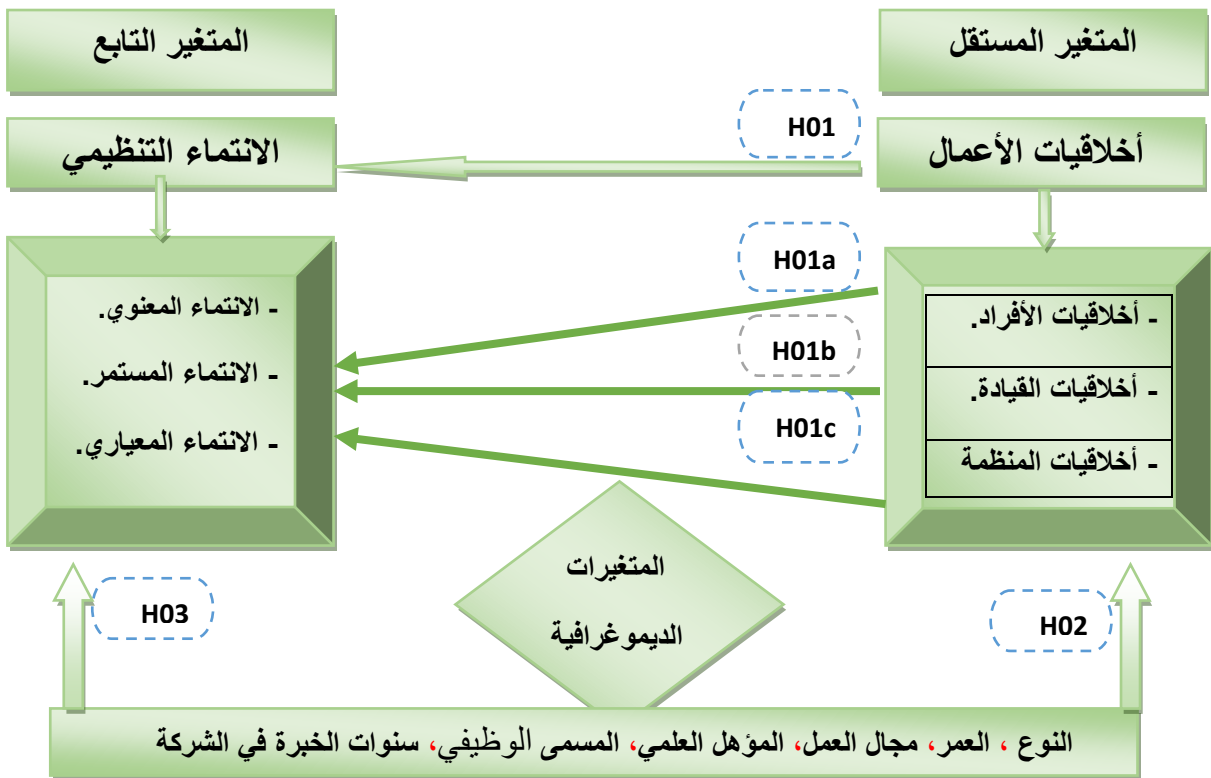 المتغير المستقل
المتغير التابع
أخلاقيات الأعمال
H01
الانتماء التنظيمي
- أخلاقيات الأفراد.
- أخلاقيات القيادة.
- أخلاقيات المنظمة
H01a
H01b
H01c
- الانتماء المعنوي.
- الانتماء المستمر.
- الانتماء المعياري.
المتغيرات
الديموغرافية
H02
H03
النوع ، العمر، مجال العمل، المؤهل العلمي، المسمى الوظيفي، سنوات الخبرة في الشركة